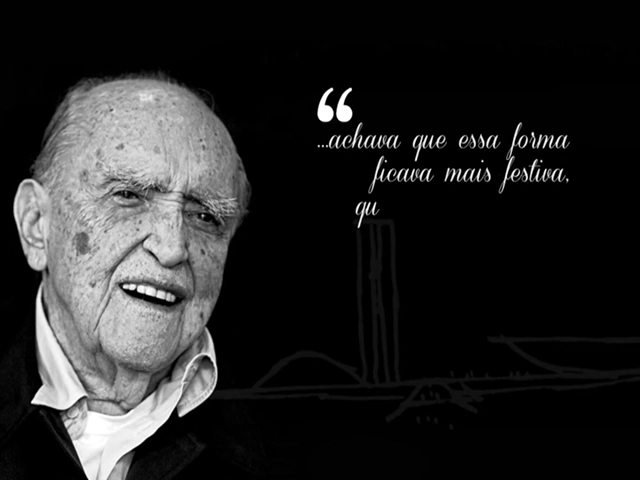 “
...achava que essa forma
ficava mais festiva,
qu